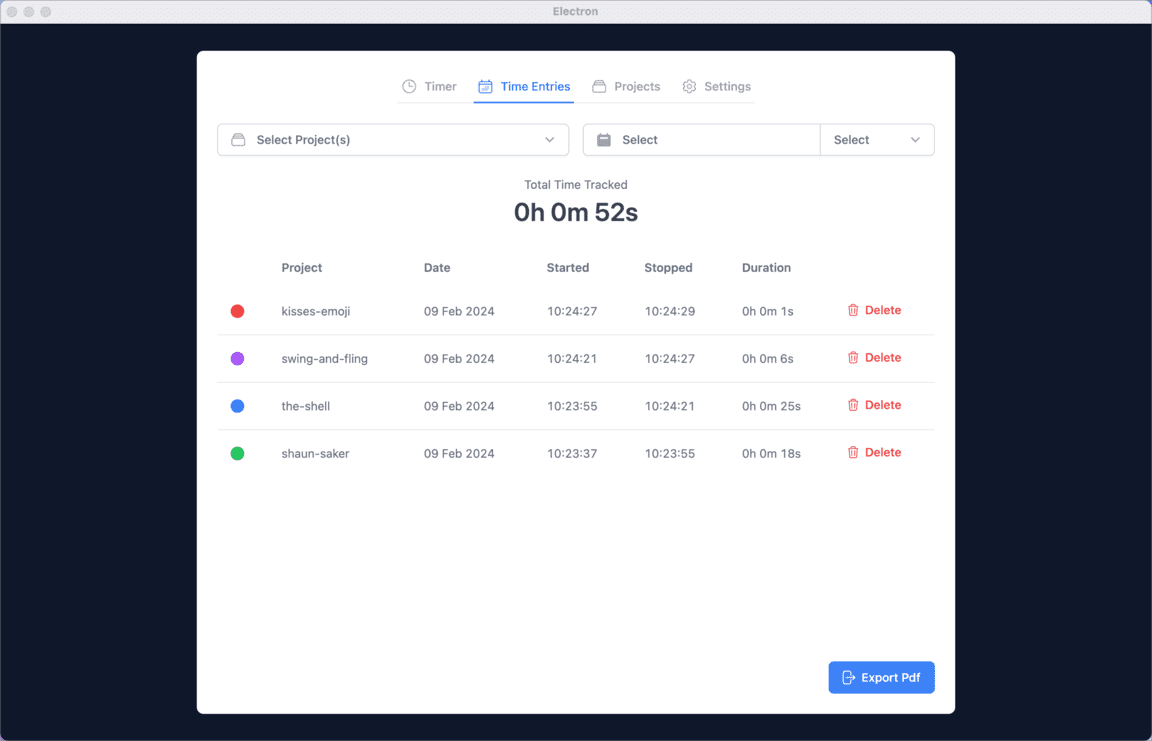 Electron
Timer Time Entries Projects Settings
Select Project(s) Select Select
Total Time Tracked
0h 0m 52s
Project Date Started Stopped Duration
kisses-emoji 09 Feb 2024 10:24:27 10:24:29 0h 0m 1s Delete
swing-and-fling 09 Feb 2024 10:24:21 10:24:27 0h 0m 6s Delete
the-shell 09 Feb 2024 10:23:55 10:24:21 0h 0m 25s Delete
shaun-saker 09 Feb 2024 10:23:37 10:23:55 0h 0m 18s Delete
Export Pdf